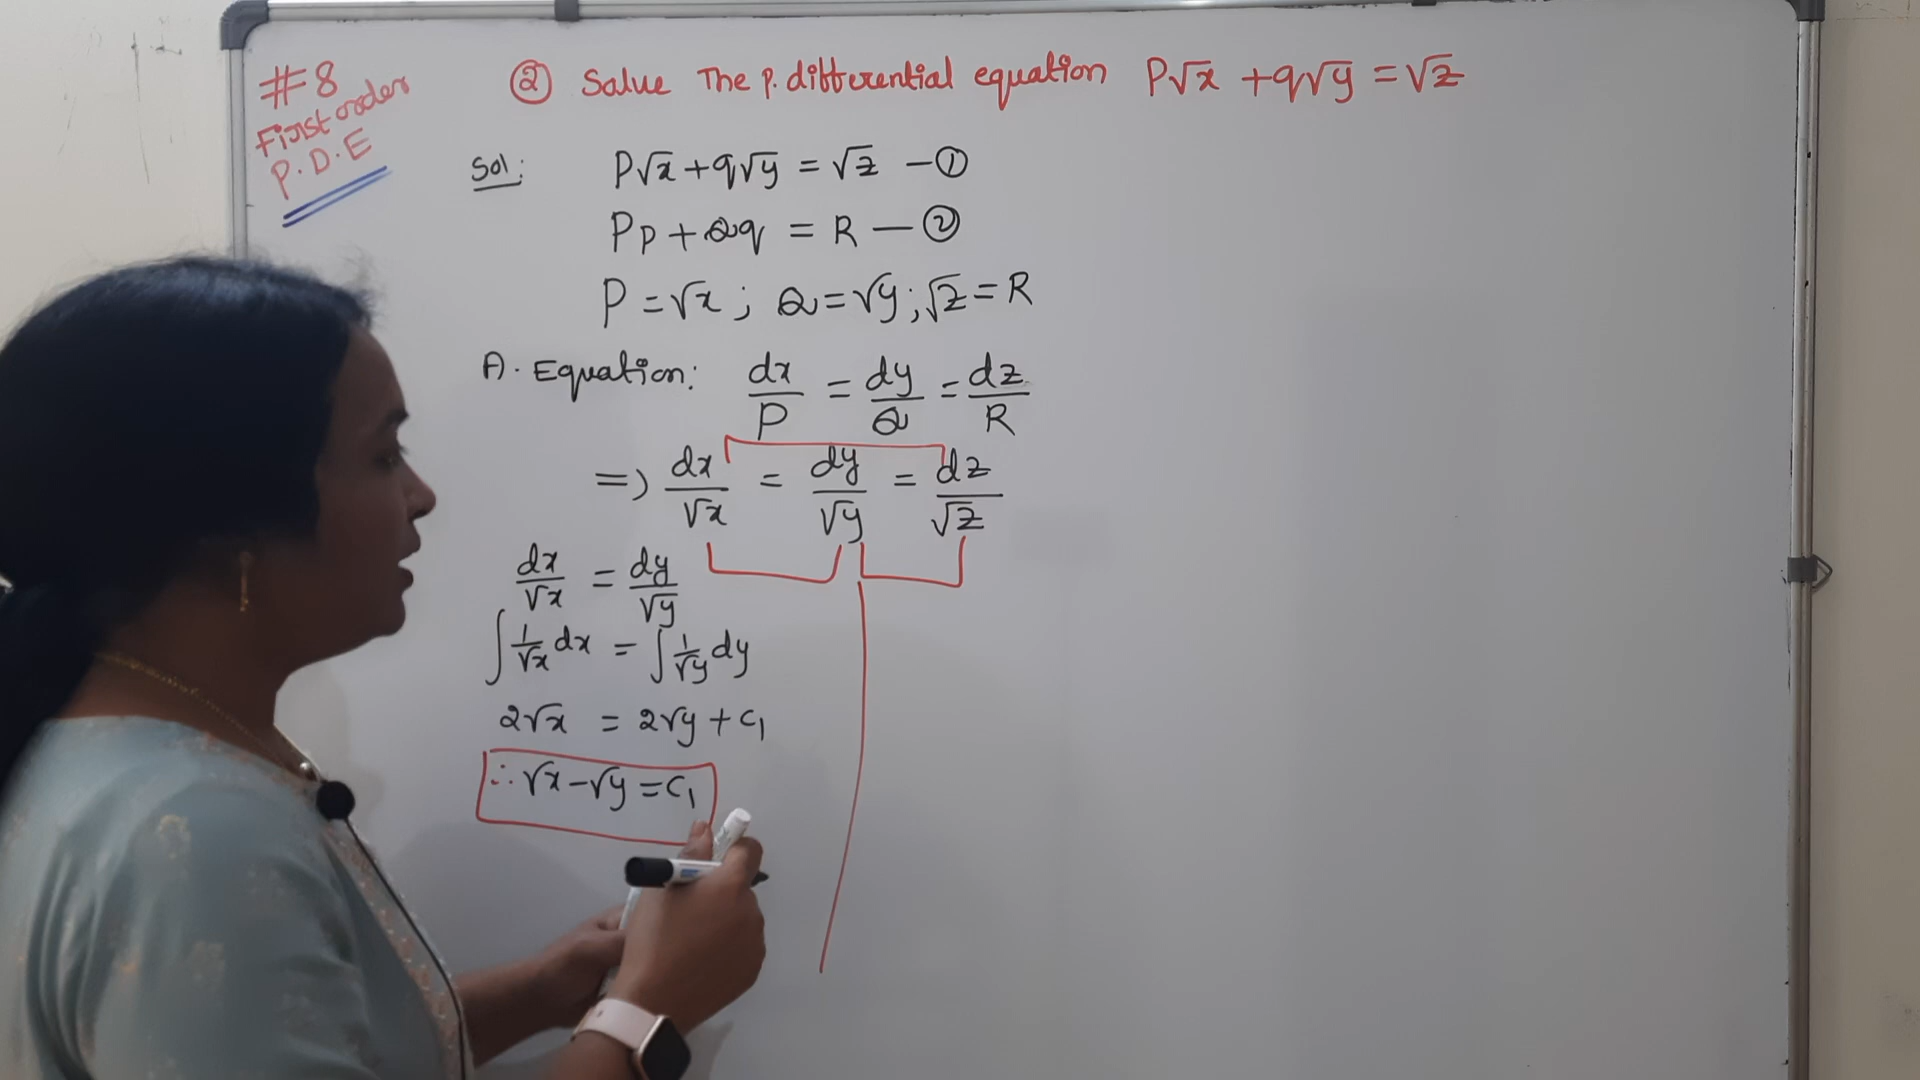 #8
First order
P.D.E
② Salve The p. differential equation P√x + q√y = √z
Sol: P√x + q√y = √z — ①
Pp + Qq = R — ②
P = √x ; Q = √y ; √z = R
A. Equation: dx/P = dy/Q = dz/R
=> dx/√x = dy/√y = dz/√z
dx/√x = dy/√y
∫ 1/√x dx = ∫ 1/√y dy
2√x = 2√y + c₁
∴ √x − √y = c₁